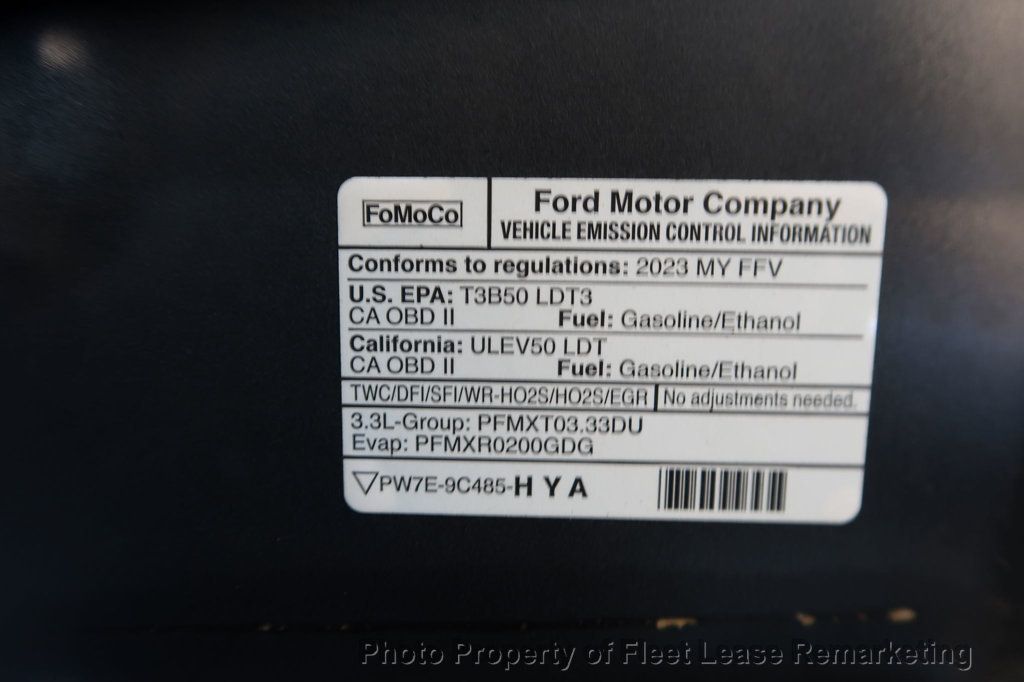 FoMoCo
Ford Motor Company
VEHICLE EMISSION CONTROL INFORMATION
Conforms to regulations: 2023 MY FFV
U.S. EPA: T3B50 LDT3
CA OBD II Fuel: Gasoline/Ethanol
California: ULEV50 LDT
CA OBD II Fuel: Gasoline/Ethanol
TWC/DFI/SFI/WR-HO2S/HO2S/EGR No adjustments needed.
3.3L-Group: PFMXT03.33DU
Evap: PFMXR0200GDG
PW7E-9C485-H Y A
Photo Property of Fleet Lease Remarketing